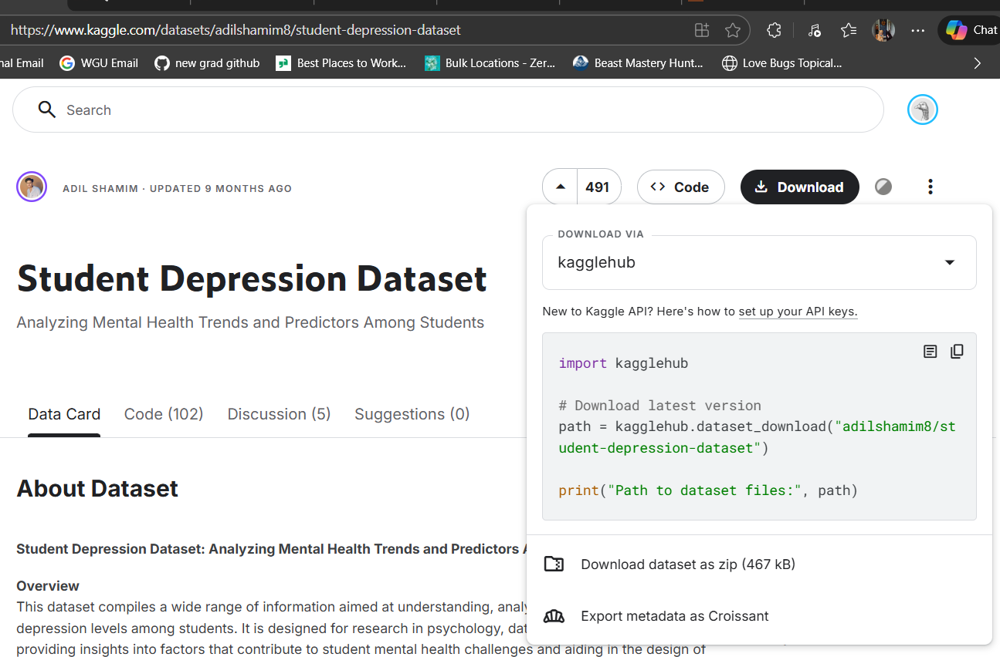 https://www.kaggle.com/datasets/adilshamim8/student-depression-dataset
Chat
nal Email
WGU Email
new grad github
Best Places to Work...
Bulk Locations - Zer...
Beast Mastery Hunt...
Love Bugs Topical...
Search
ADIL SHAMIM · UPDATED 9 MONTHS AGO
491
<> Code
Download
DOWNLOAD VIA
kagglehub
New to Kaggle API? Here's how to set up your API keys.
import kagglehub
# Download latest version
path = kagglehub.dataset_download("adilshamim8/st
udent-depression-dataset")
print("Path to dataset files:", path)
Download dataset as zip (467 kB)
Export metadata as Croissant
Student Depression Dataset
Analyzing Mental Health Trends and Predictors Among Students
Data Card
Code (102)
Discussion (5)
Suggestions (0)
About Dataset
Student Depression Dataset: Analyzing Mental Health Trends and Predictors
Overview
This dataset compiles a wide range of information aimed at understanding,
depression levels among students. It is designed for research in psychology,
providing insights into factors that contribute to student mental health challenges and aiding in the design of